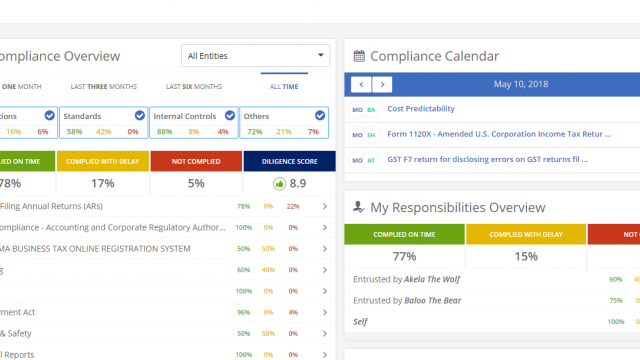 ompliance Overview
All Entities
ONE MONTH
LAST THREE MONTHS
LAST SIX MONTHS
ALL TIME
tions
Standards
Internal Controls
Others
16% 6%
58% 42% 0%
88% 8% 4%
72% 21% 7%
IED ON TIME
COMPLIED WITH DELAY
NOT COMPLIED
DILIGENCE SCORE
78%
17%
5%
8.9
Filing Annual Returns (ARs) 78% 0% 22%
ompliance - Accounting and Corporate Regulatory Author... 100% 0% 0%
MA BUSINESS TAX ONLINE REGISTRATION SYSTEM 50% 50% 0%
g 60% 40% 0%
100% 0% 0%
yment Act 96% 0% 4%
& Safety 50% 50% 0%
l Reports 100% 0% 0%
Compliance Calendar
May 10, 2018
MO BA Cost Predictability
MO SH Form 1120X - Amended U.S. Corporation Income Tax Retur ...
MO AT GST F7 return for disclosing errors on GST returns fil ...
My Responsibilities Overview
COMPLIED ON TIME
COMPLIED WITH DELAY
NOT C
77%
15%
Entrusted by Akela The Wolf 60% 40
Entrusted by Baloo The Bear 75% 0%
Self 100% 0%